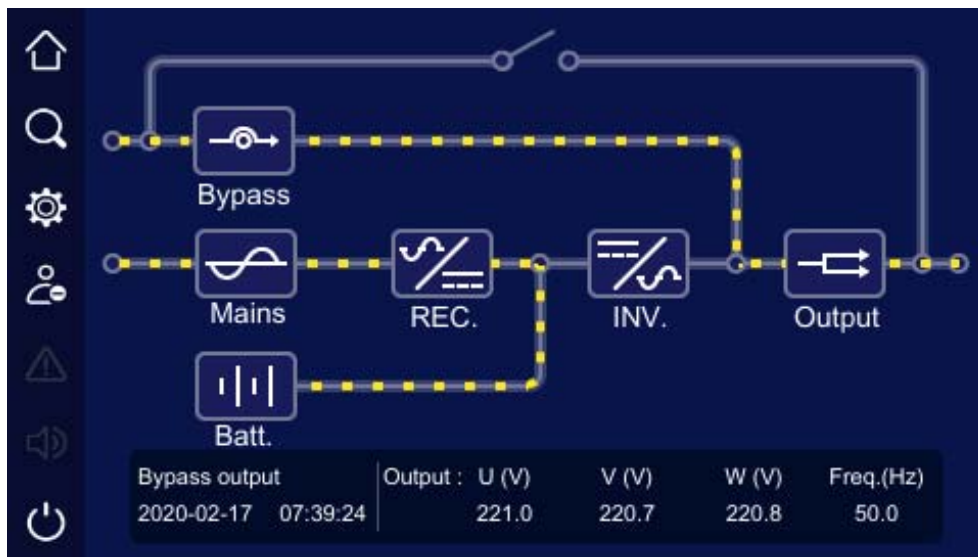 Bypass
Mains
REC.
INV.
Output
Batt.
Bypass output
2020-02-17 07:39:24
Output : U (V) V (V) W (V) Freq.(Hz)
221.0 220.7 220.8 50.0